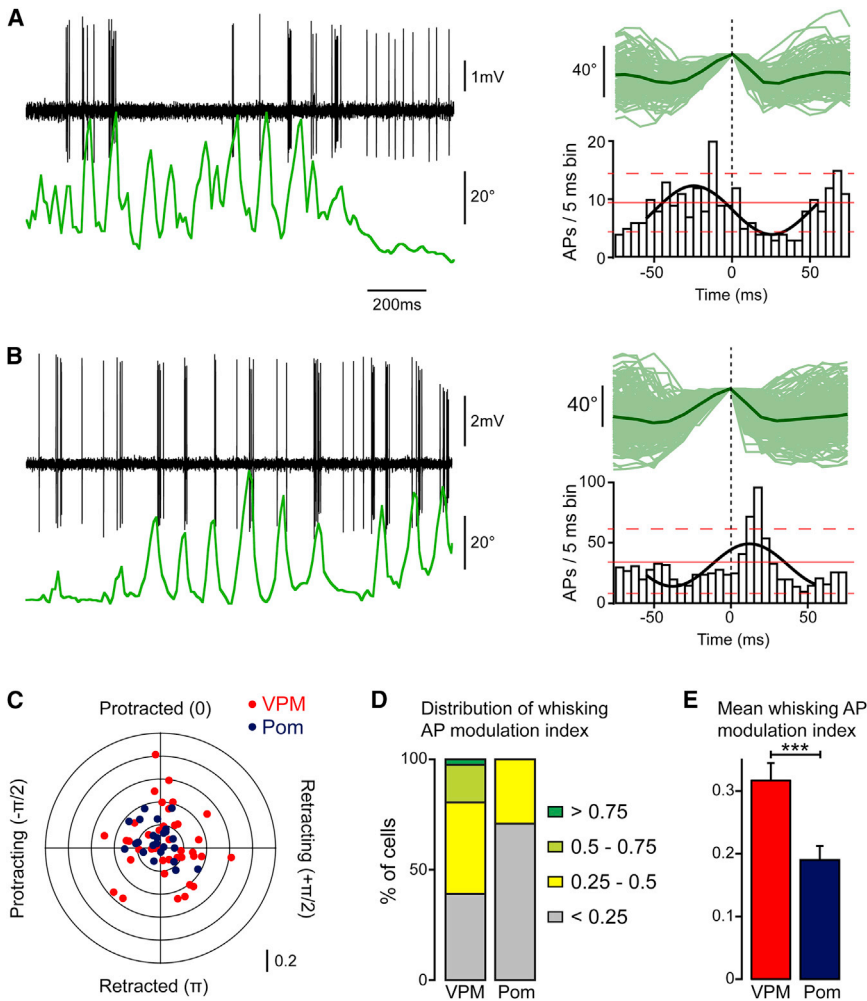 A
1mV
20°
200ms
40°
20
10
0
APs / 5 ms bin
-50
0
50
Time (ms)
B
2mV
20°
40°
100
50
0
APs / 5 ms bin
-50
0
50
Time (ms)
C
VPM
Pom
Protracted (0)
Protracting (-π/2)
Retracting (+π/2)
Retracted (π)
0.2
D
Distribution of whisking
AP modulation index
100
50
0
% of cells
VPM
Pom
> 0.75
0.5 - 0.75
0.25 - 0.5
< 0.25
E
Mean whisking AP
modulation index
***
0.3
0.2
0.1
0
VPM
Pom